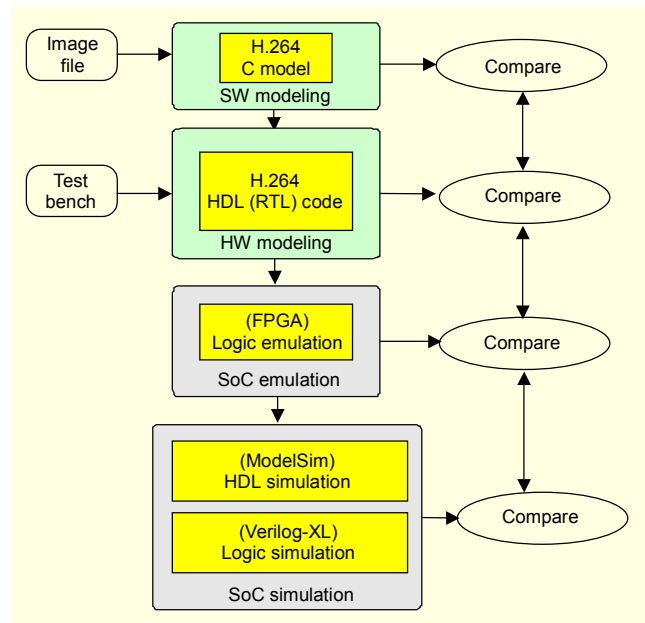 Image
file
H.264
C model
SW modeling
Compare
Test
bench
H.264
HDL (RTL) code
HW modeling
Compare
(FPGA)
Logic emulation
SoC emulation
Compare
(ModelSim)
HDL simulation
(Verilog-XL)
Logic simulation
SoC simulation
Compare